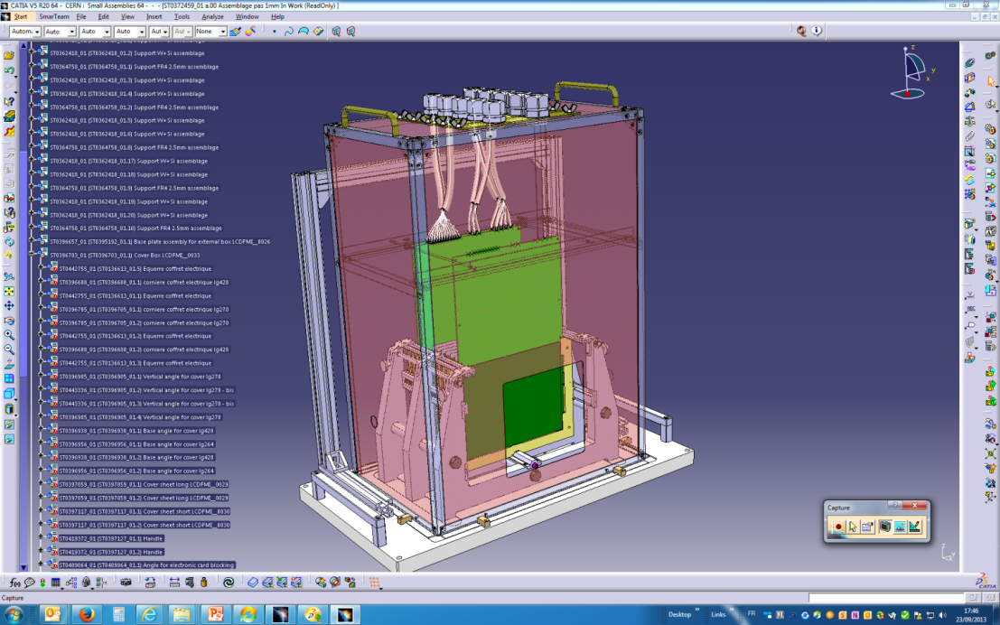 CATIA V5 R20 64 - CERN : Small Assemblies 64 - - - [ST0372459_01 a.00 Assemblage pas 1mm In Work (ReadOnly) ]
Start SmarTeam File Edit View Insert Tools Analyze Window Help
Auto Auto Auto Aut Aut None
ST0362418_01 (ST0362418_01.2) Support W+Si assemblage
ST0364758_01 (ST0364758_01.1) Support FR4 2.5mm assemblage
ST0362418_01 (ST0362418_01.3) Support W+Si assemblage
ST0362418_01 (ST0362418_01.4) Support W+Si assemblage
ST0364758_01 (ST0364758_01.2) Support FR4 2.5mm assemblage
ST0362418_01 (ST0362418_01.5) Support W+Si assemblage
ST0362418_01 (ST0362418_01.6) Support W+Si assemblage
ST0364758_01 (ST0364758_01.8) Support FR4 2.5mm assemblage
ST0362418_01 (ST0362418_01.17) Support W+Si assemblage
ST0362418_01 (ST0362418_01.18) Support W+Si assemblage
ST0364758_01 (ST0364758_01.9) Support FR4 2.5mm assemblage
ST0362418_01 (ST0362418_01.19) Support W+Si assemblage
ST0362418_01 (ST0362418_01.20) Support W+Si assemblage
ST0364758_01 (ST0364758_01.10) Support FR4 2.5mm assemblage
ST0396657_01 (ST0395192_01.1) Base plate assembly for external box LCDFMI__0026
ST0396703_01 (ST0396703_01.1) Cover Box LCDFMI__0033
ST0442755_01 (ST0136613_01.5) Equerre coffret electrique
ST0396688_01 (ST0396688_01.1) corniere coffret electrique lg428
ST0442755_01 (ST0136613_01.1) Equerre coffret electrique
ST0396705_01 (ST0396705_01.1) corniere coffret electrique lg270
ST0396705_01 (ST0396705_01.2) corniere coffret electrique lg270
ST0442755_01 (ST0136613_01.2) Equerre coffret electrique
ST0396688_01 (ST0396688_01.2) corniere coffret electrique lg428
ST0442755_01 (ST0136613_01.3) Equerre coffret electrique
ST0396905_01 (ST0396905_01.1) Vertical angle for cover lg270
ST0443336_01 (ST0396905_01.2) Vertical angle for cover lg270 - bis
ST0443336_01 (ST0396905_01.3) Vertical angle for cover lg270 - bis
ST0396905_01 (ST0396905_01.4) Vertical angle for cover lg270
ST0396938_01 (ST0396938_01.1) Base angle for cover lg428
ST0396956_01 (ST0396956_01.1) Base angle for cover lg264
ST0396938_01 (ST0396938_01.2) Base angle for cover lg428
ST0396956_01 (ST0396956_01.2) Base angle for cover lg264
ST0397059_01 (ST0397059_01.1) Cover sheet long LCDFMI__0029
ST0397059_01 (ST0397059_01.2) Cover sheet long LCDFMI__0029
ST0397117_01 (ST0397117_01.1) Cover sheet short LCDFMI__0030
ST0397117_01 (ST0397117_01.2) Cover sheet short LCDFMI__0030
ST0419372_01 (ST0397127_01.1) Handle
ST0419372_01 (ST0397127_01.2) Handle
ST0409064_01 (ST0409064_01.1) Angle for electronic card blocking
z
y
x
Capture
z
y
CATIA
Capture
Desktop
Links
FR
17:46
23/09/2013